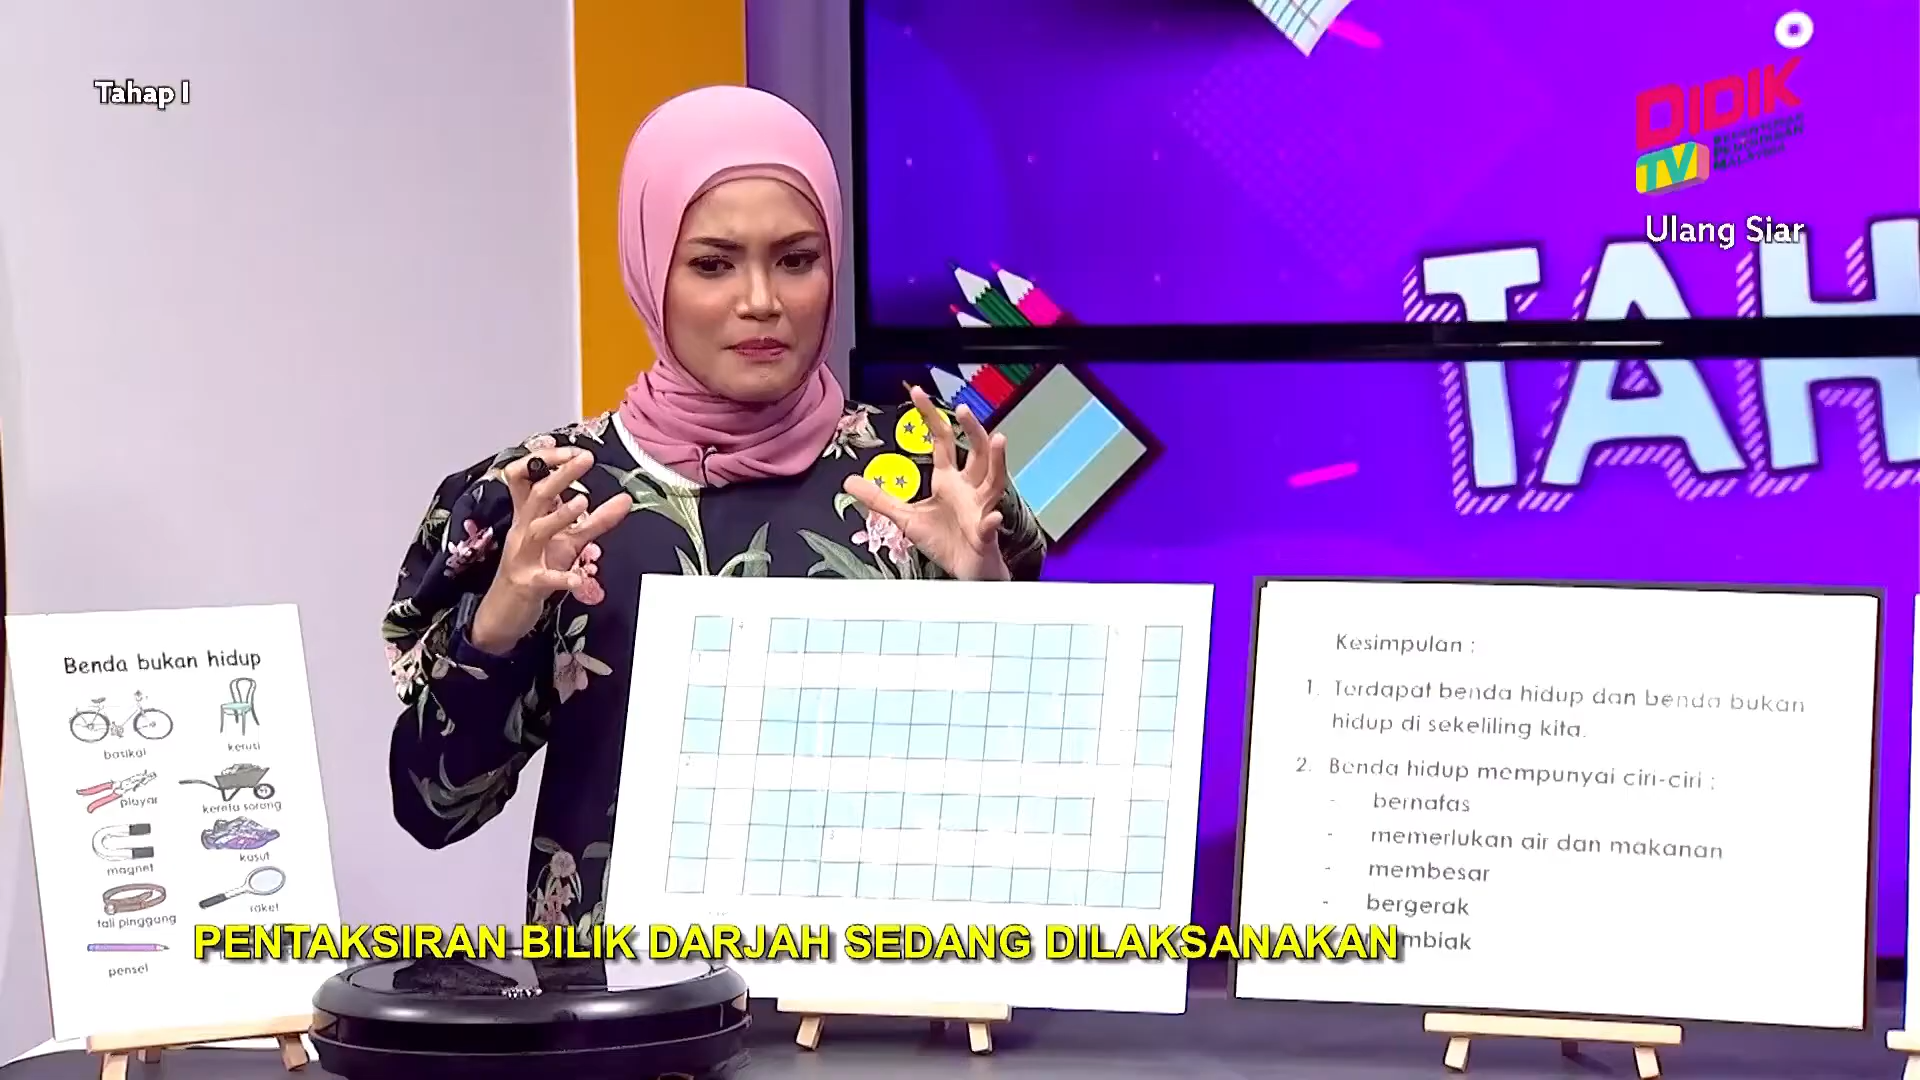 Tahap 1
DIDIK
TV
Ulang Siar
TAH
Benda bukan hidup
basikal
kerusi
playar
kereta sorong
magnet
kasut
tali pinggang
raket
pensel
Kesimpulan :
1. Terdapat benda hidup dan benda bukan
hidup di sekeliling kita.
2. Benda hidup mempunyai ciri-ciri :
- bernafas
- memerlukan air dan makanan
- membesar
- bergerak
mbiak
PENTAKSIRAN BILIK DARJAH SEDANG DILAKSANAKAN